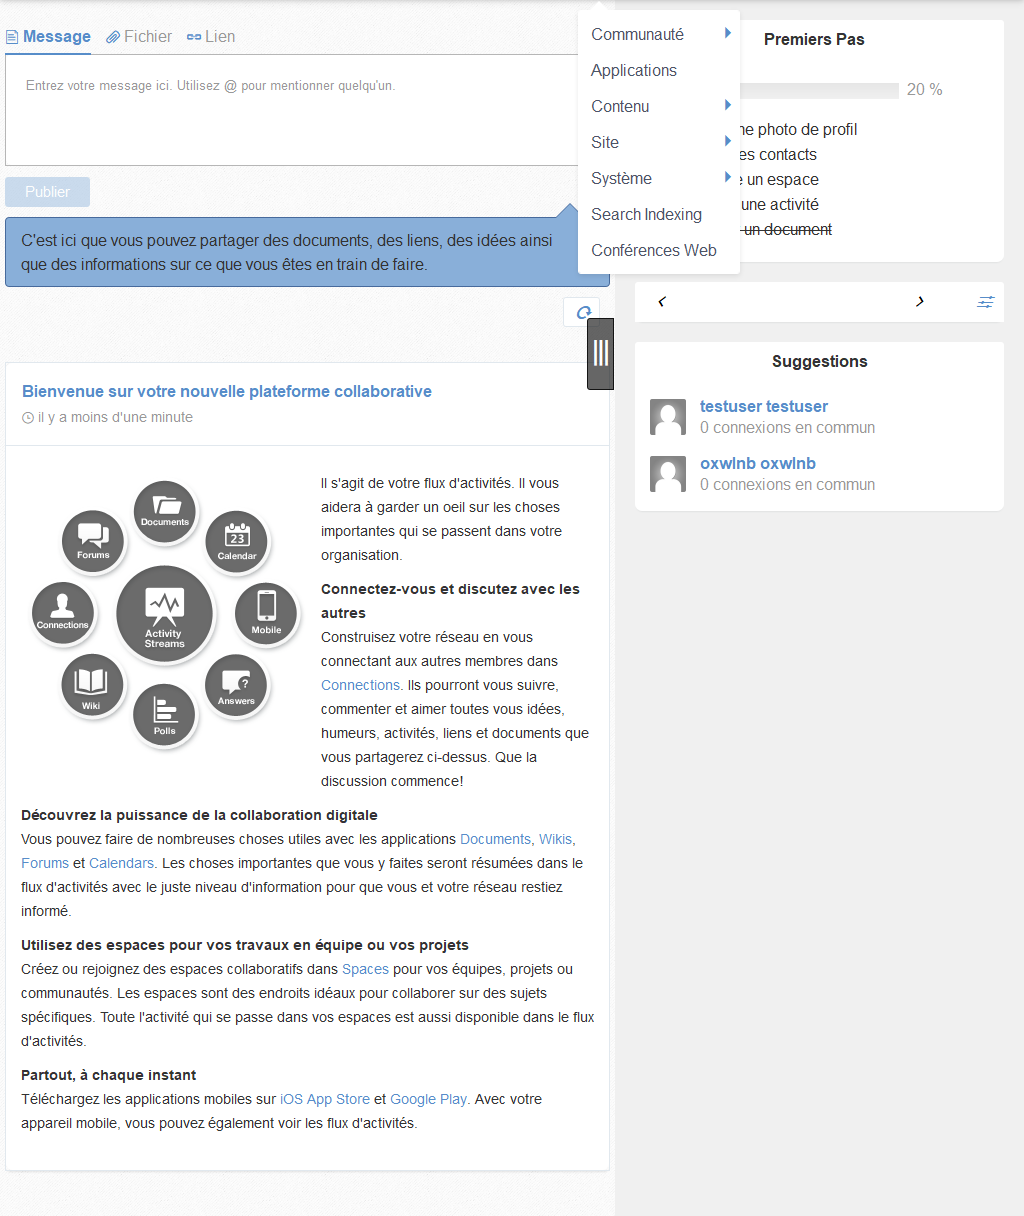 Message
Fichier
Lien
Entrez votre message ici. Utilisez @ pour mentionner quelqu'un.
Publier
C'est ici que vous pouvez partager des documents, des liens, des idées ainsi
que des informations sur ce que vous êtes en train de faire.
Communauté
Applications
Contenu
Site
Système
Search Indexing
Conférences Web
Premiers Pas
20 %
photo de profil
contacts
un espace
une activité
un document
Suggestions
testuser testuser
0 connexions en commun
oxwlnb oxwlnb
0 connexions en commun
Bienvenue sur votre nouvelle plateforme collaborative
il y a moins d'une minute
Documents
Forums
Calendar
23
Connections
Activity
Streams
Mobile
Wiki
Answers
Polls
Il s'agit de votre flux d'activités. Il vous
aidera à garder un oeil sur les choses
importantes qui se passent dans votre
organisation.
Connectez-vous et discutez avec les
autres
Construisez votre réseau en vous
connectant aux autres membres dans
Connections. Ils pourront vous suivre,
commenter et aimer toutes vous idées,
humeurs, activités, liens et documents que
vous partagerez ci-dessus. Que la
discussion commence!
Découvrez la puissance de la collaboration digitale
Vous pouvez faire de nombreuses choses utiles avec les applications Documents, Wikis,
Forums et Calendars. Les choses importantes que vous y faites seront résumées dans le
flux d'activités avec le juste niveau d'information pour que vous et votre réseau restiez
informé.
Utilisez des espaces pour vos travaux en équipe ou vos projets
Créez ou rejoignez des espaces collaboratifs dans Spaces pour vos équipes, projets ou
communautés. Les espaces sont des endroits idéaux pour collaborer sur des sujets
spécifiques. Toute l'activité qui se passe dans vos espaces est aussi disponible dans le flux
d'activités.
Partout, à chaque instant
Téléchargez les applications mobiles sur iOS App Store et Google Play. Avec votre
appareil mobile, vous pouvez également voir les flux d'activités.